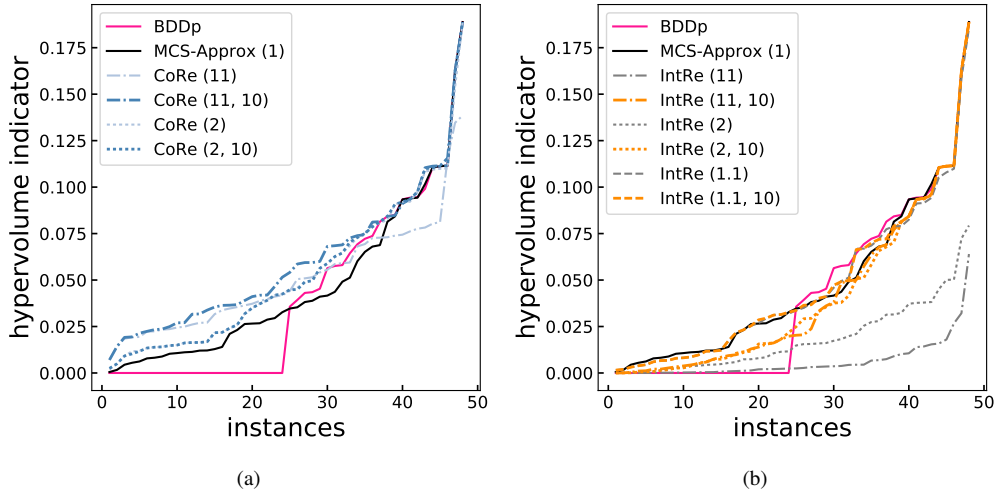 BDDp
MCS-Approx (1)
CoRe (11)
CoRe (11, 10)
CoRe (2)
CoRe (2, 10)
hypervolume indicator
0.175
0.150
0.125
0.100
0.075
0.050
0.025
0.000
0 10 20 30 40 50
instances
(a)
BDDp
MCS-Approx (1)
IntRe (11)
IntRe (11, 10)
IntRe (2)
IntRe (2, 10)
IntRe (1.1)
IntRe (1.1, 10)
hypervolume indicator
0.175
0.150
0.125
0.100
0.075
0.050
0.025
0.000
0 10 20 30 40 50
instances
(b)